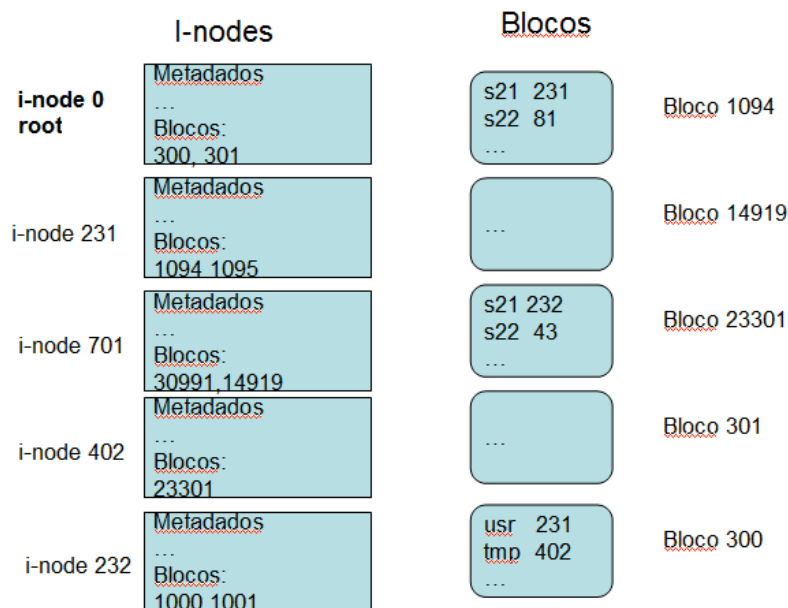 I-nodes
Blocos
i-node 0
root
Metadados
...
Blocos:
300, 301
s21 231
s22 81
...
Bloco 1094
i-node 231
Metadados
...
Blocos:
1094 1095
...
Bloco 14919
i-node 701
Metadados
...
Blocos:
30991,14919
s21 232
s22 43
...
Bloco 23301
i-node 402
Metadados
...
Blocos:
23301
...
Bloco 301
i-node 232
Metadados
...
Blocos:
1000 1001
usr 231
tmp 402
...
Bloco 300